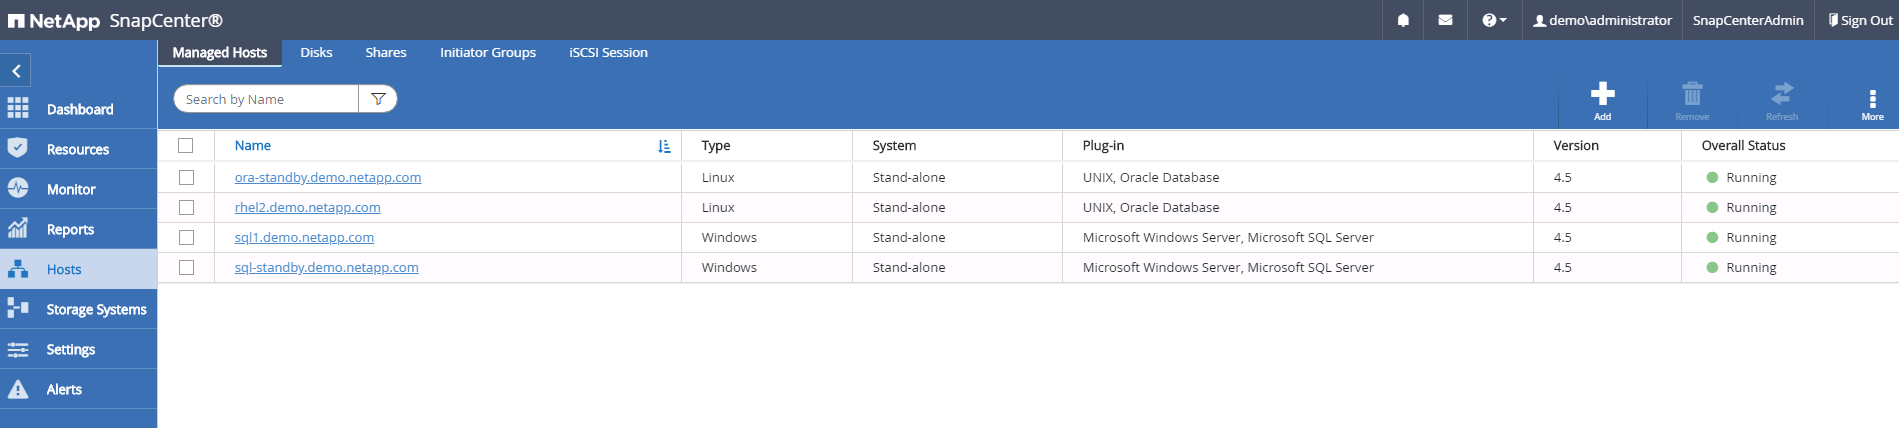 NetApp SnapCenter®
demo\administrator SnapCenterAdmin Sign Out
Managed Hosts Disks Shares Initiator Groups iSCSI Session
Search by Name
Add Remove Refresh More
Dashboard
Resources
Monitor
Reports
Hosts
Storage Systems
Settings
Alerts
Name Type System Plug-in Version Overall Status
ora-standby.demo.netapp.com Linux Stand-alone UNIX, Oracle Database 4.5 Running
rhel2.demo.netapp.com Linux Stand-alone UNIX, Oracle Database 4.5 Running
sql1.demo.netapp.com Windows Stand-alone Microsoft Windows Server, Microsoft SQL Server 4.5 Running
sql-standby.demo.netapp.com Windows Stand-alone Microsoft Windows Server, Microsoft SQL Server 4.5 Running